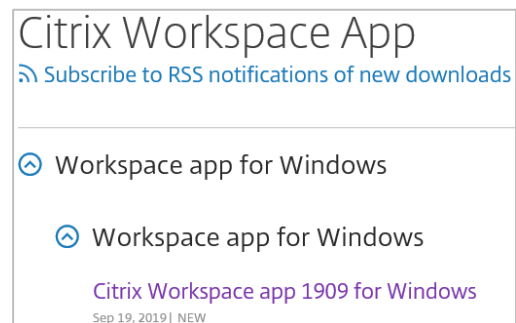 Citrix Workspace App
Subscribe to RSS notifications of new downloads
Workspace app for Windows
Workspace app for Windows
Citrix Workspace app 1909 for Windows
Sep 19, 2019| NEW